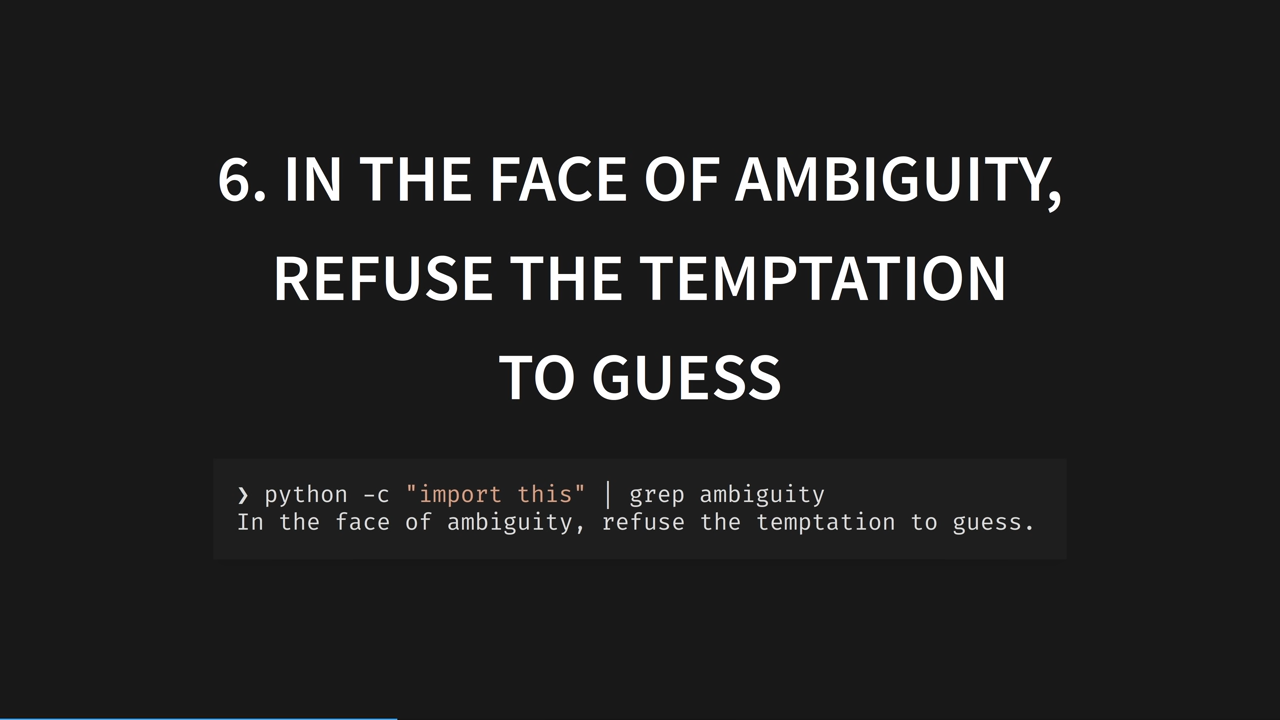 6. IN THE FACE OF AMBIGUITY,
REFUSE THE TEMPTATION
TO GUESS
❯ python -c "import this" | grep ambiguity
In the face of ambiguity, refuse the temptation to guess.